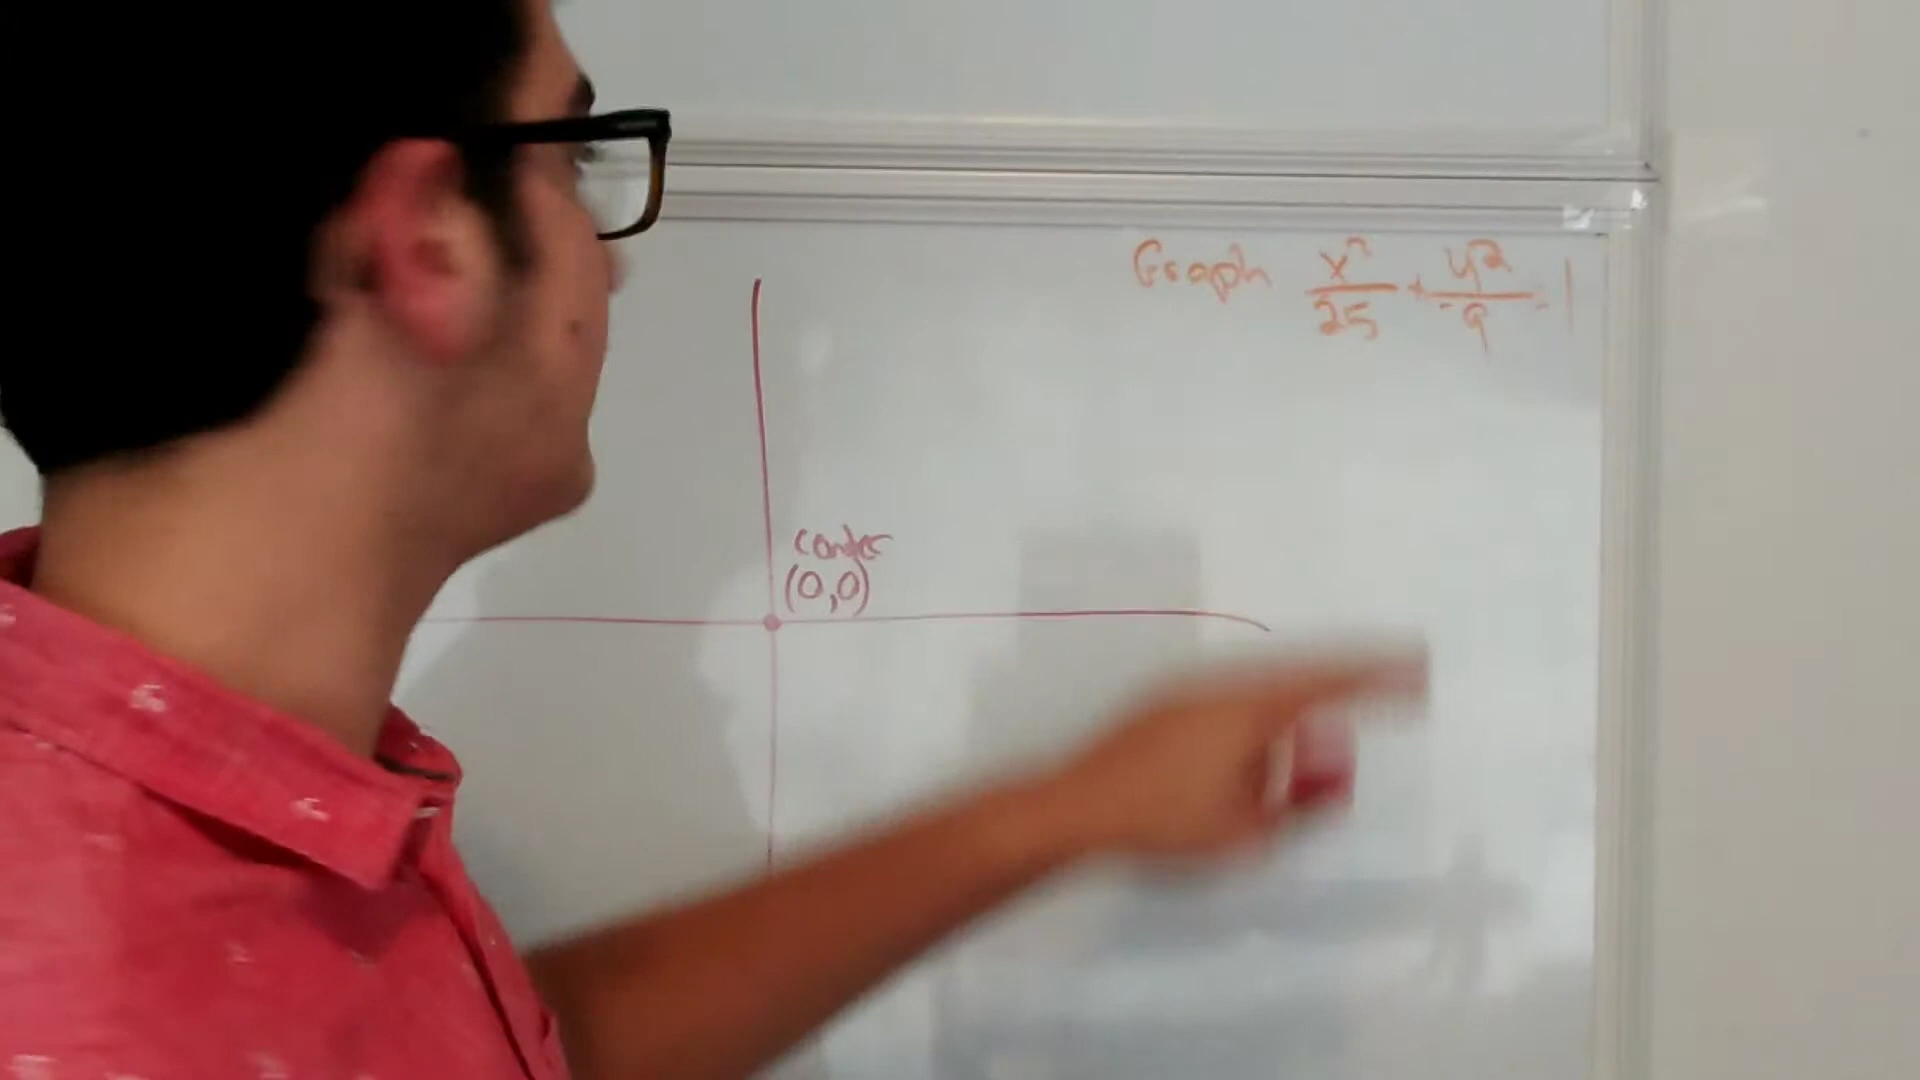 Graph x²/25 + y²/9 = 1
center
(0,0)